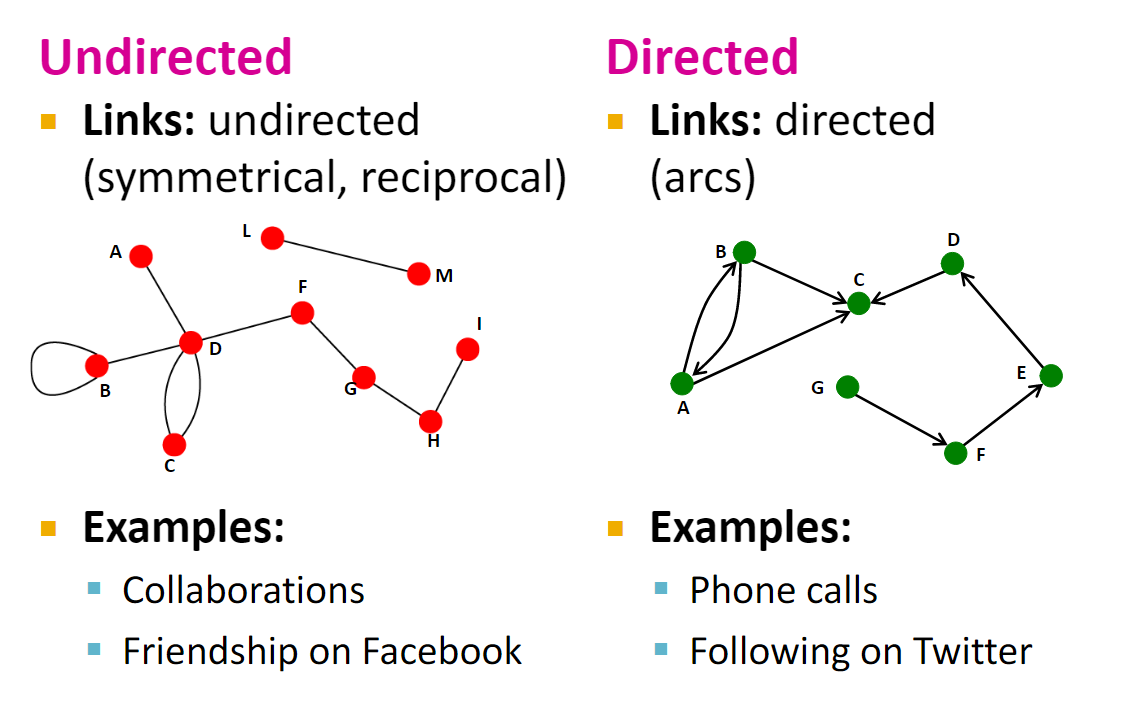 Undirected
Links: undirected
(symmetrical, reciprocal)
A
L
M
F
I
D
B
G
H
C
Examples:
Collaborations
Friendship on Facebook
Directed
Links: directed
(arcs)
B
D
C
E
G
A
F
Examples:
Phone calls
Following on Twitter